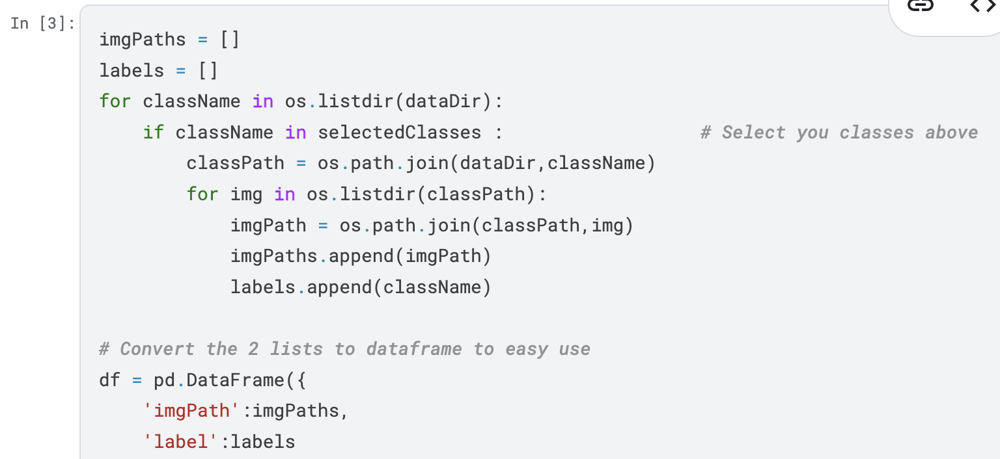 In [3]:
imgPaths = []
labels = []
for className in os.listdir(dataDir):
    if className in selectedClasses :                  # Select you classes above
        classPath = os.path.join(dataDir,className)
        for img in os.listdir(classPath):
            imgPath = os.path.join(classPath,img)
            imgPaths.append(imgPath)
            labels.append(className)

# Convert the 2 lists to dataframe to easy use
df = pd.DataFrame({
    'imgPath':imgPaths,
    'label':labels